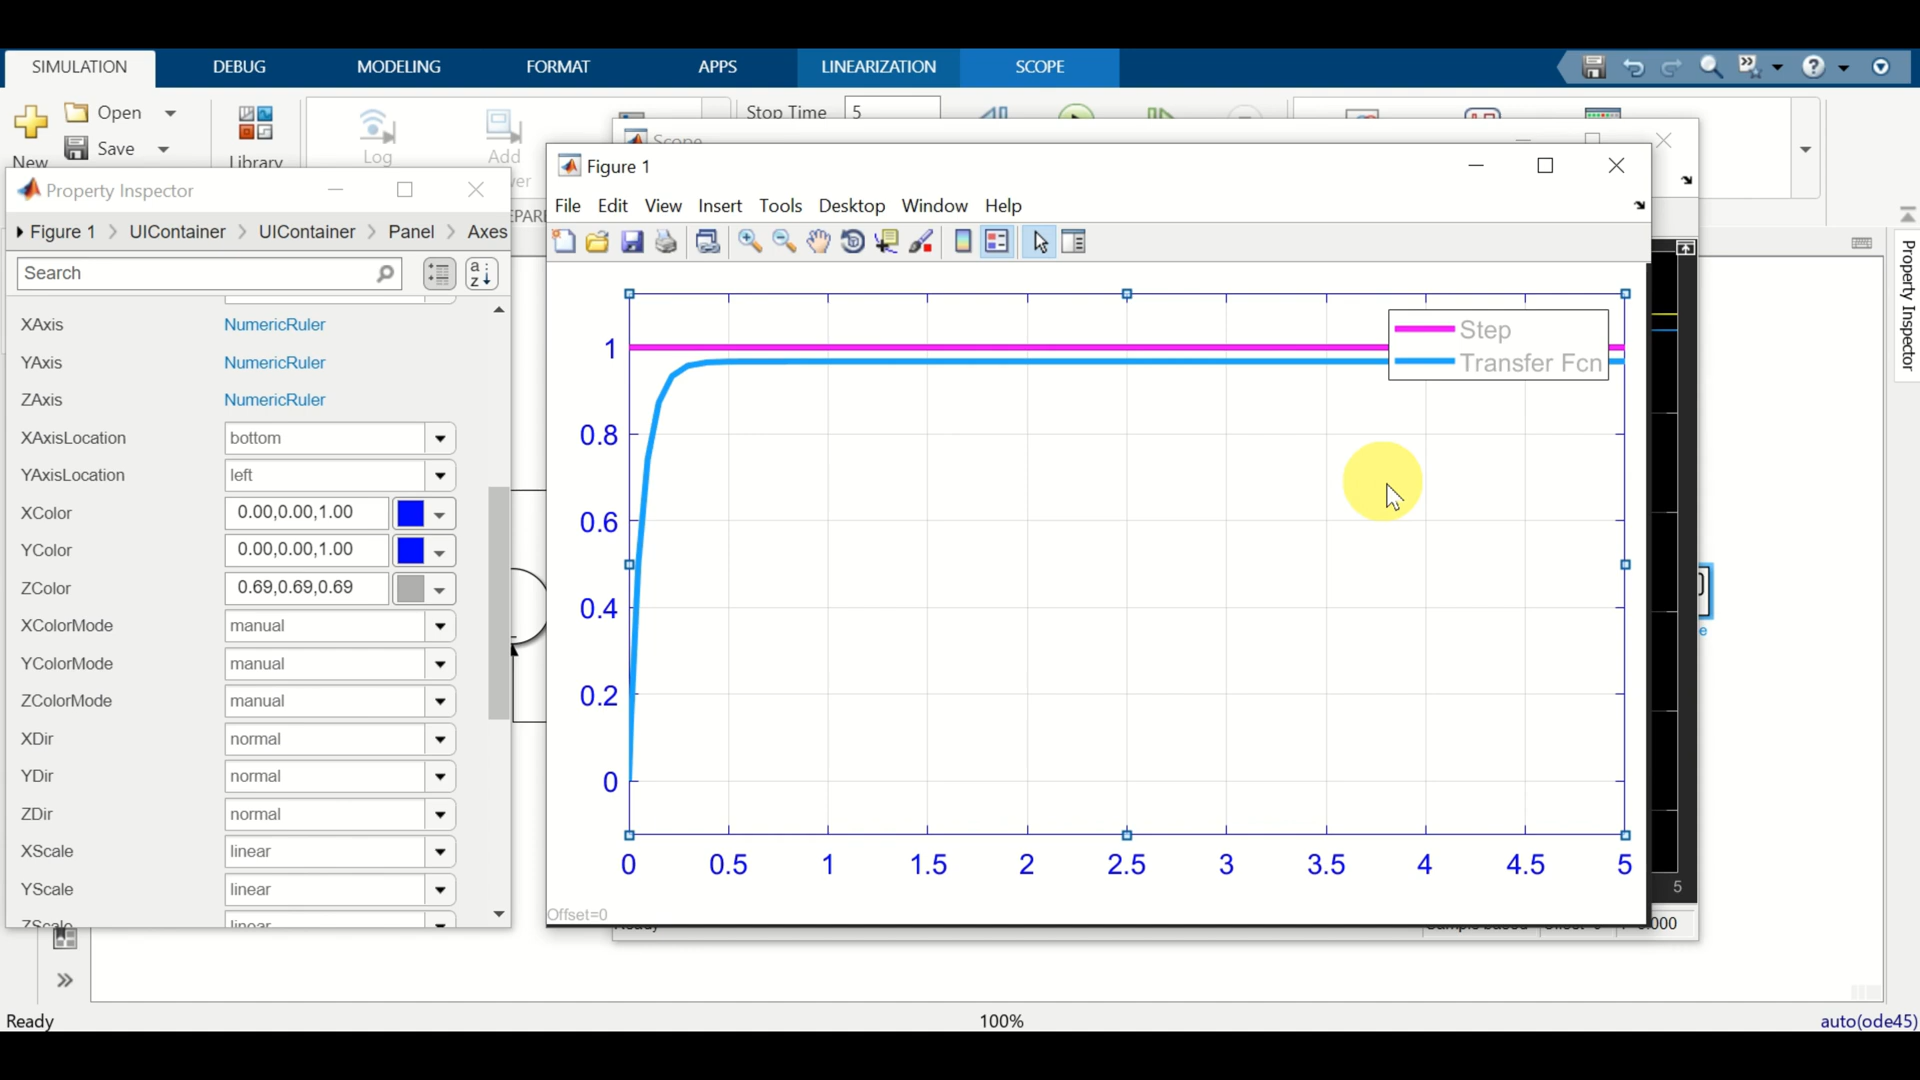 SIMULATION DEBUG MODELING FORMAT APPS LINEARIZATION SCOPE
Open
Save
New
Library
Log
Add
Stop Time 5
Scope
Property Inspector
Figure 1 UIContainer UIContainer Panel Axes
Search
XAxis NumericRuler
YAxis NumericRuler
ZAxis NumericRuler
XAxisLocation bottom
YAxisLocation left
XColor 0.00,0.00,1.00
YColor 0.00,0.00,1.00
ZColor 0.69,0.69,0.69
XColorMode manual
YColorMode manual
ZColorMode manual
XDir normal
YDir normal
ZDir normal
XScale linear
YScale linear
ZScale linear
Figure 1
File Edit View Insert Tools Desktop Window Help
Step
Transfer Fcn
1
0.8
0.6
0.4
0.2
0
0 0.5 1 1.5 2 2.5 3 3.5 4 4.5 5
Offset=0
5
Property Inspector
Ready
100%
auto(ode45)